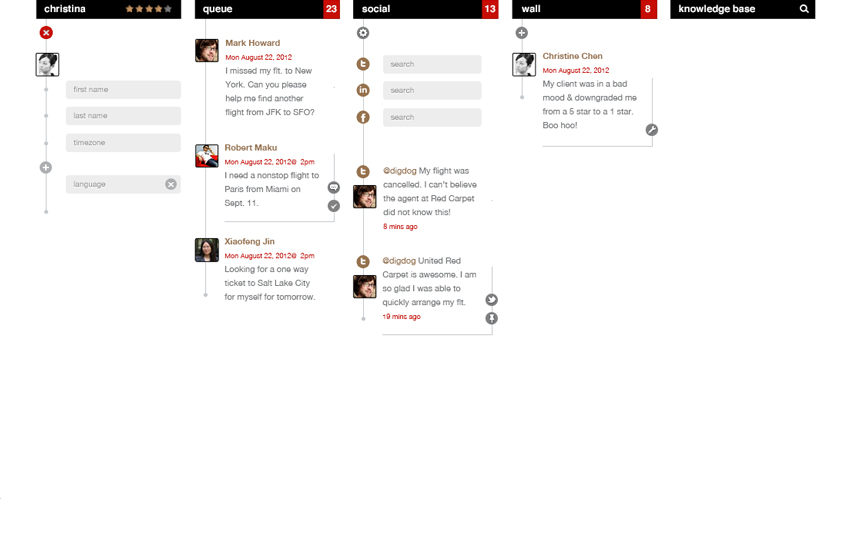 christina
first name
last name
timezone
language
queue 23
Mark Howard
Mon August 22, 2012
I missed my flt. to New
York. Can you please
help me find another
flight from JFK to SFO?
Robert Maku
Mon August 22, 2012@ 2pm
I need a nonstop flight to
Paris from Miami on
Sept. 11.
Xiaofeng Jin
Mon August 22, 2012@ 2pm
Looking for a one way
ticket to Salt Lake City
for myself for tomorrow.
social 13
search
in search
f search
@digdog My flight was
cancelled. I can't believe
the agent at Red Carpet
did not know this!
8 mins ago
@digdog United Red
Carpet is awesome. I am
so glad I was able to
quickly arrange my flt.
19 mins ago
wall 8
Christine Chen
Mon August 22, 2012
My client was in a bad
mood & downgraded me
from a 5 star to a 1 star.
Boo hoo!
knowledge base